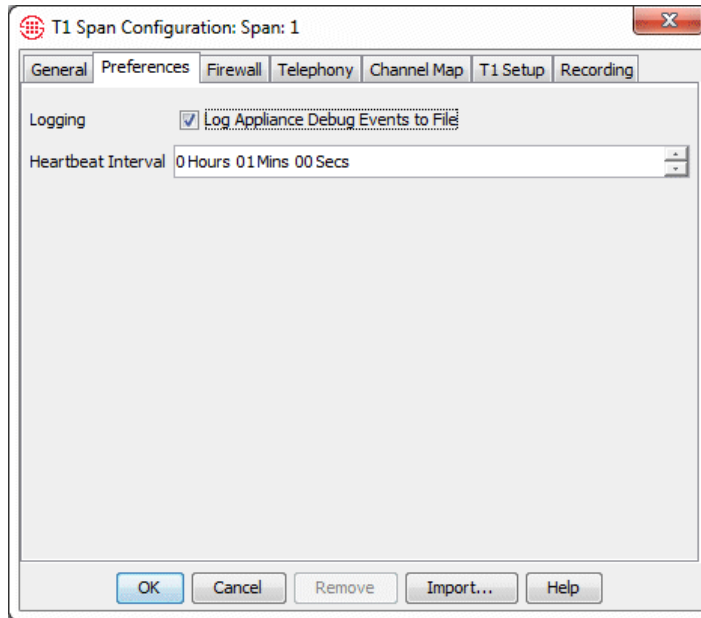 T1 Span Configuration: Span: 1
General Preferences Firewall Telephony Channel Map T1 Setup Recording
Logging Log Appliance Debug Events to File
Heartbeat Interval 0 Hours 01 Mins 00 Secs
OK Cancel Remove Import... Help